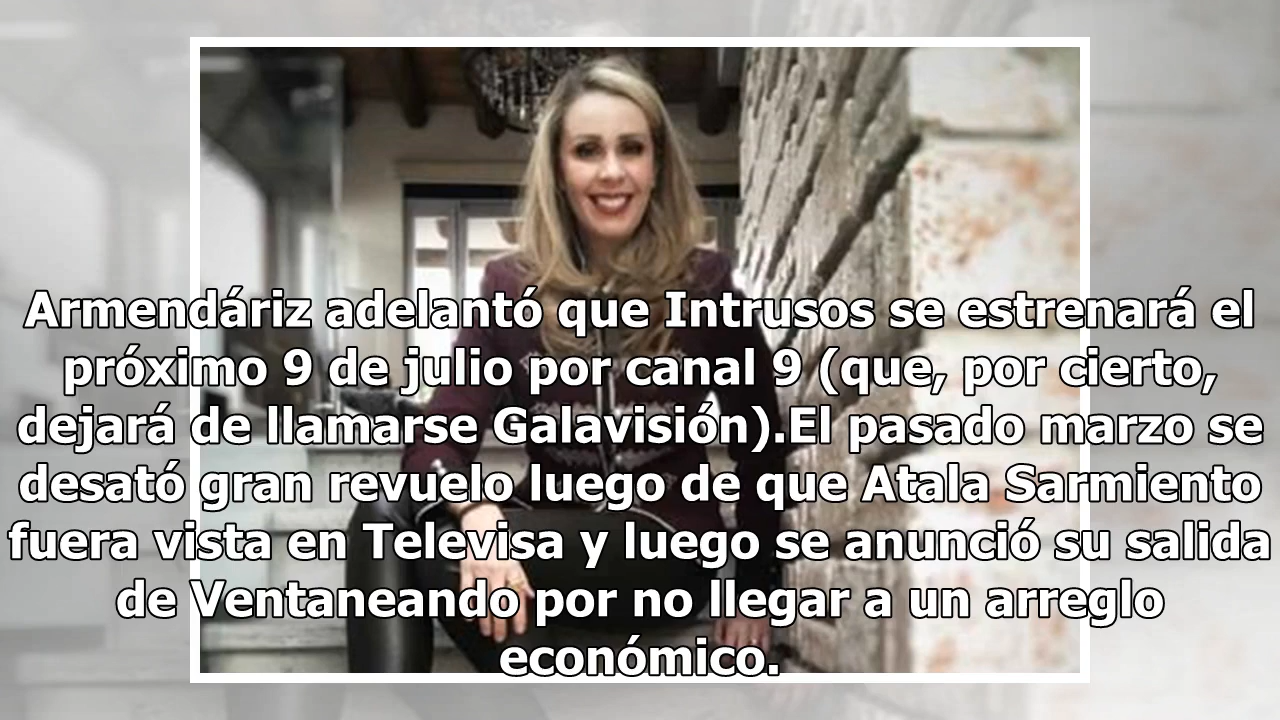 Armendáriz adelantó que Intrusos se estrenará el
próximo 9 de julio por canal 9 (que, por cierto,
dejará de llamarse Galavisión).El pasado marzo se
desató gran revuelo luego de que Atala Sarmiento
fuera vista en Televisa y luego se anunció su salida
de Ventaneando por no llegar a un arreglo
económico.